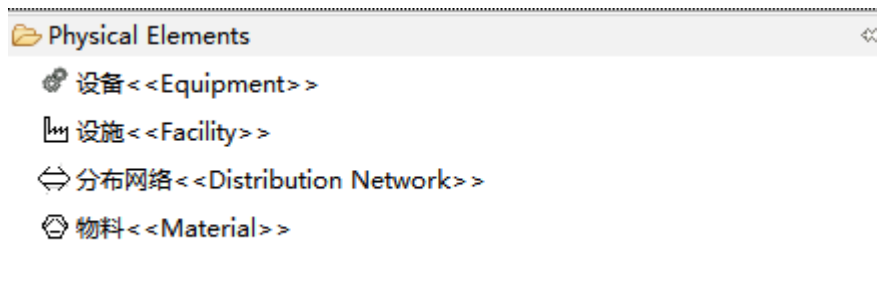 Physical Elements
设备<<Equipment>>
设施<<Facility>>
分布网络<<Distribution Network>>
物料<<Material>>